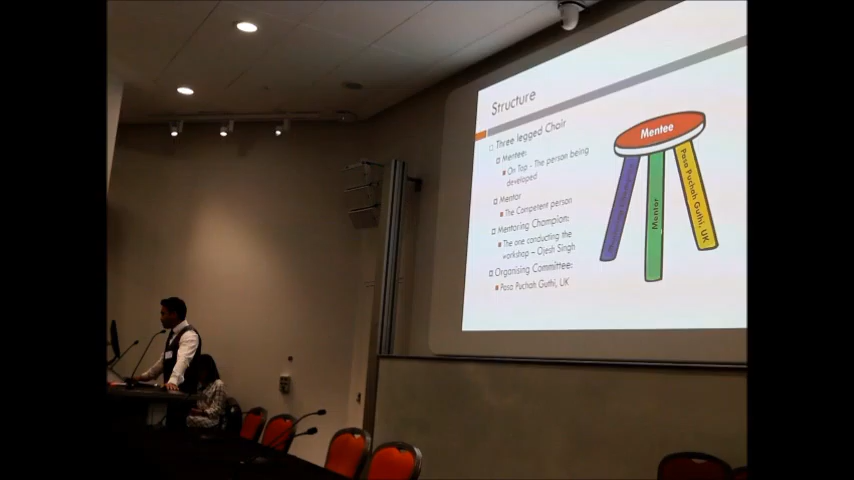 Structure
Three legged Chair
Mentee:
On Top - The person being
developed
Mentor
The Competent person
Mentoring Champion:
The one conducting the
workshop – Ojesh Singh
Organising Committee:
Pasa Puchah Guthi, UK
Mentee
Mentor
Pasa Puchah Guthi, UK